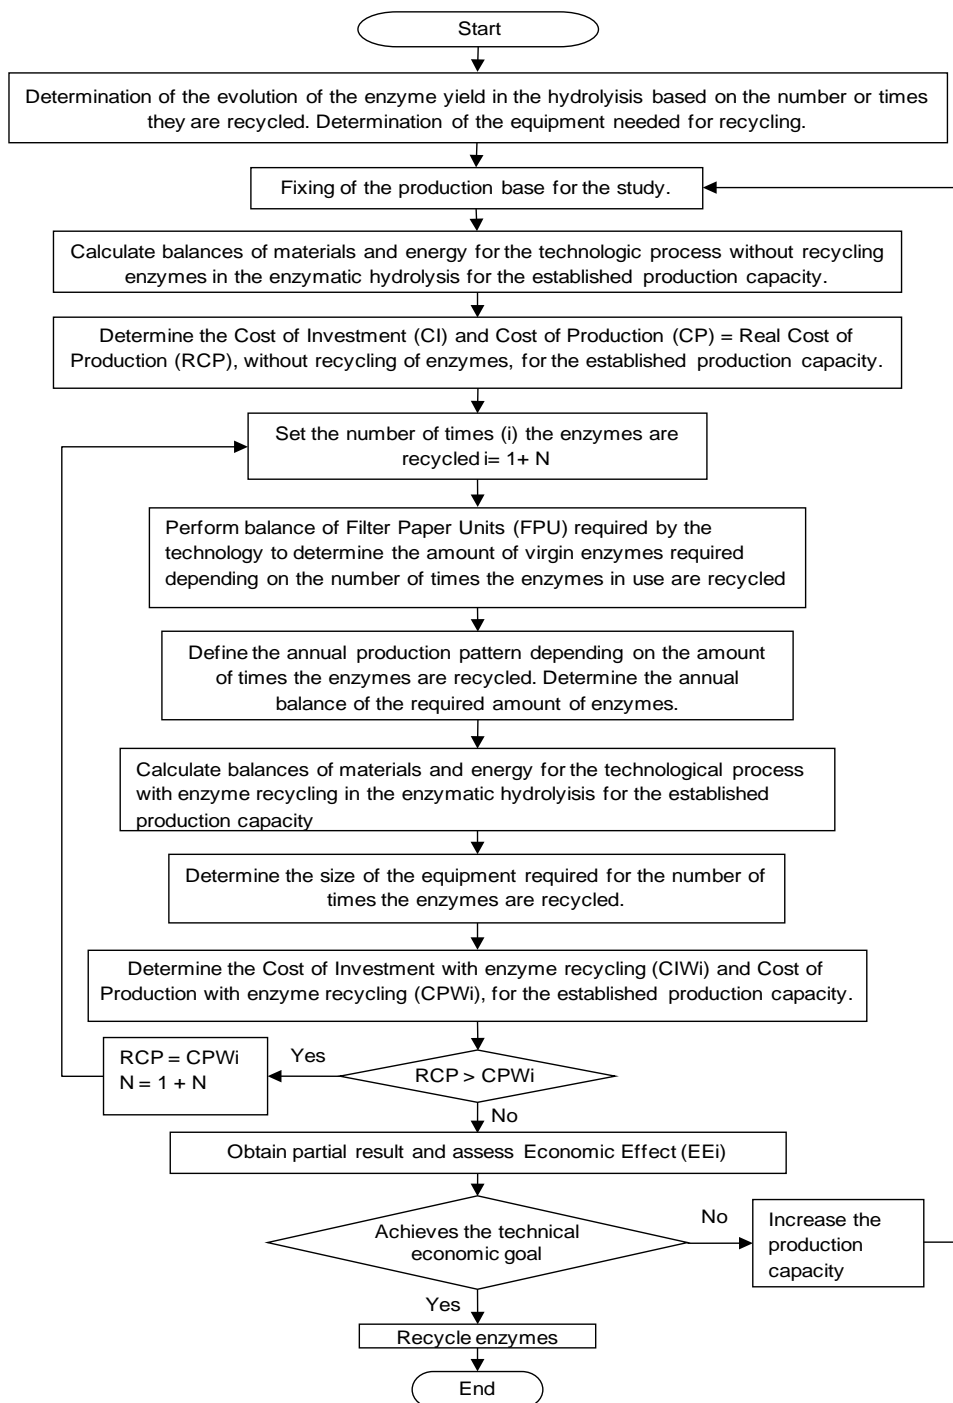 Start
Determination of the evolution of the enzyme yield in the hydrolyisis based on the number or times
they are recycled. Determination of the equipment needed for recycling.
Fixing of the production base for the study.
Calculate balances of materials and energy for the technologic process without recycling
enzymes in the enzymatic hydrolysis for the established production capacity.
Determine the Cost of Investment (CI) and Cost of Production (CP) = Real Cost of
Production (RCP), without recycling of enzymes, for the established production capacity.
Set the number of times (i) the enzymes are
recycled i= 1+ N
Perform balance of Filter Paper Units (FPU) required by the
technology to determine the amount of virgin enzymes required
depending on the number of times the enzymes in use are recycled
Define the annual production pattern depending on the amount
of times the enzymes are recycled. Determine the annual
balance of the required amount of enzymes.
Calculate balances of materials and energy for the technological process
with enzyme recycling in the enzymatic hydrolyisis for the established
production capacity
Determine the size of the equipment required for the number of
times the enzymes are recycled.
Determine the Cost of Investment with enzyme recycling (CIWi) and Cost of
Production with enzyme recycling (CPWi), for the established production capacity.
RCP = CPWi
N = 1 + N
Yes
RCP > CPWi
No
Obtain partial result and assess Economic Effect (EEi)
Achieves the technical
economic goal
No
Increase the
production
capacity
Yes
Recycle enzymes
End